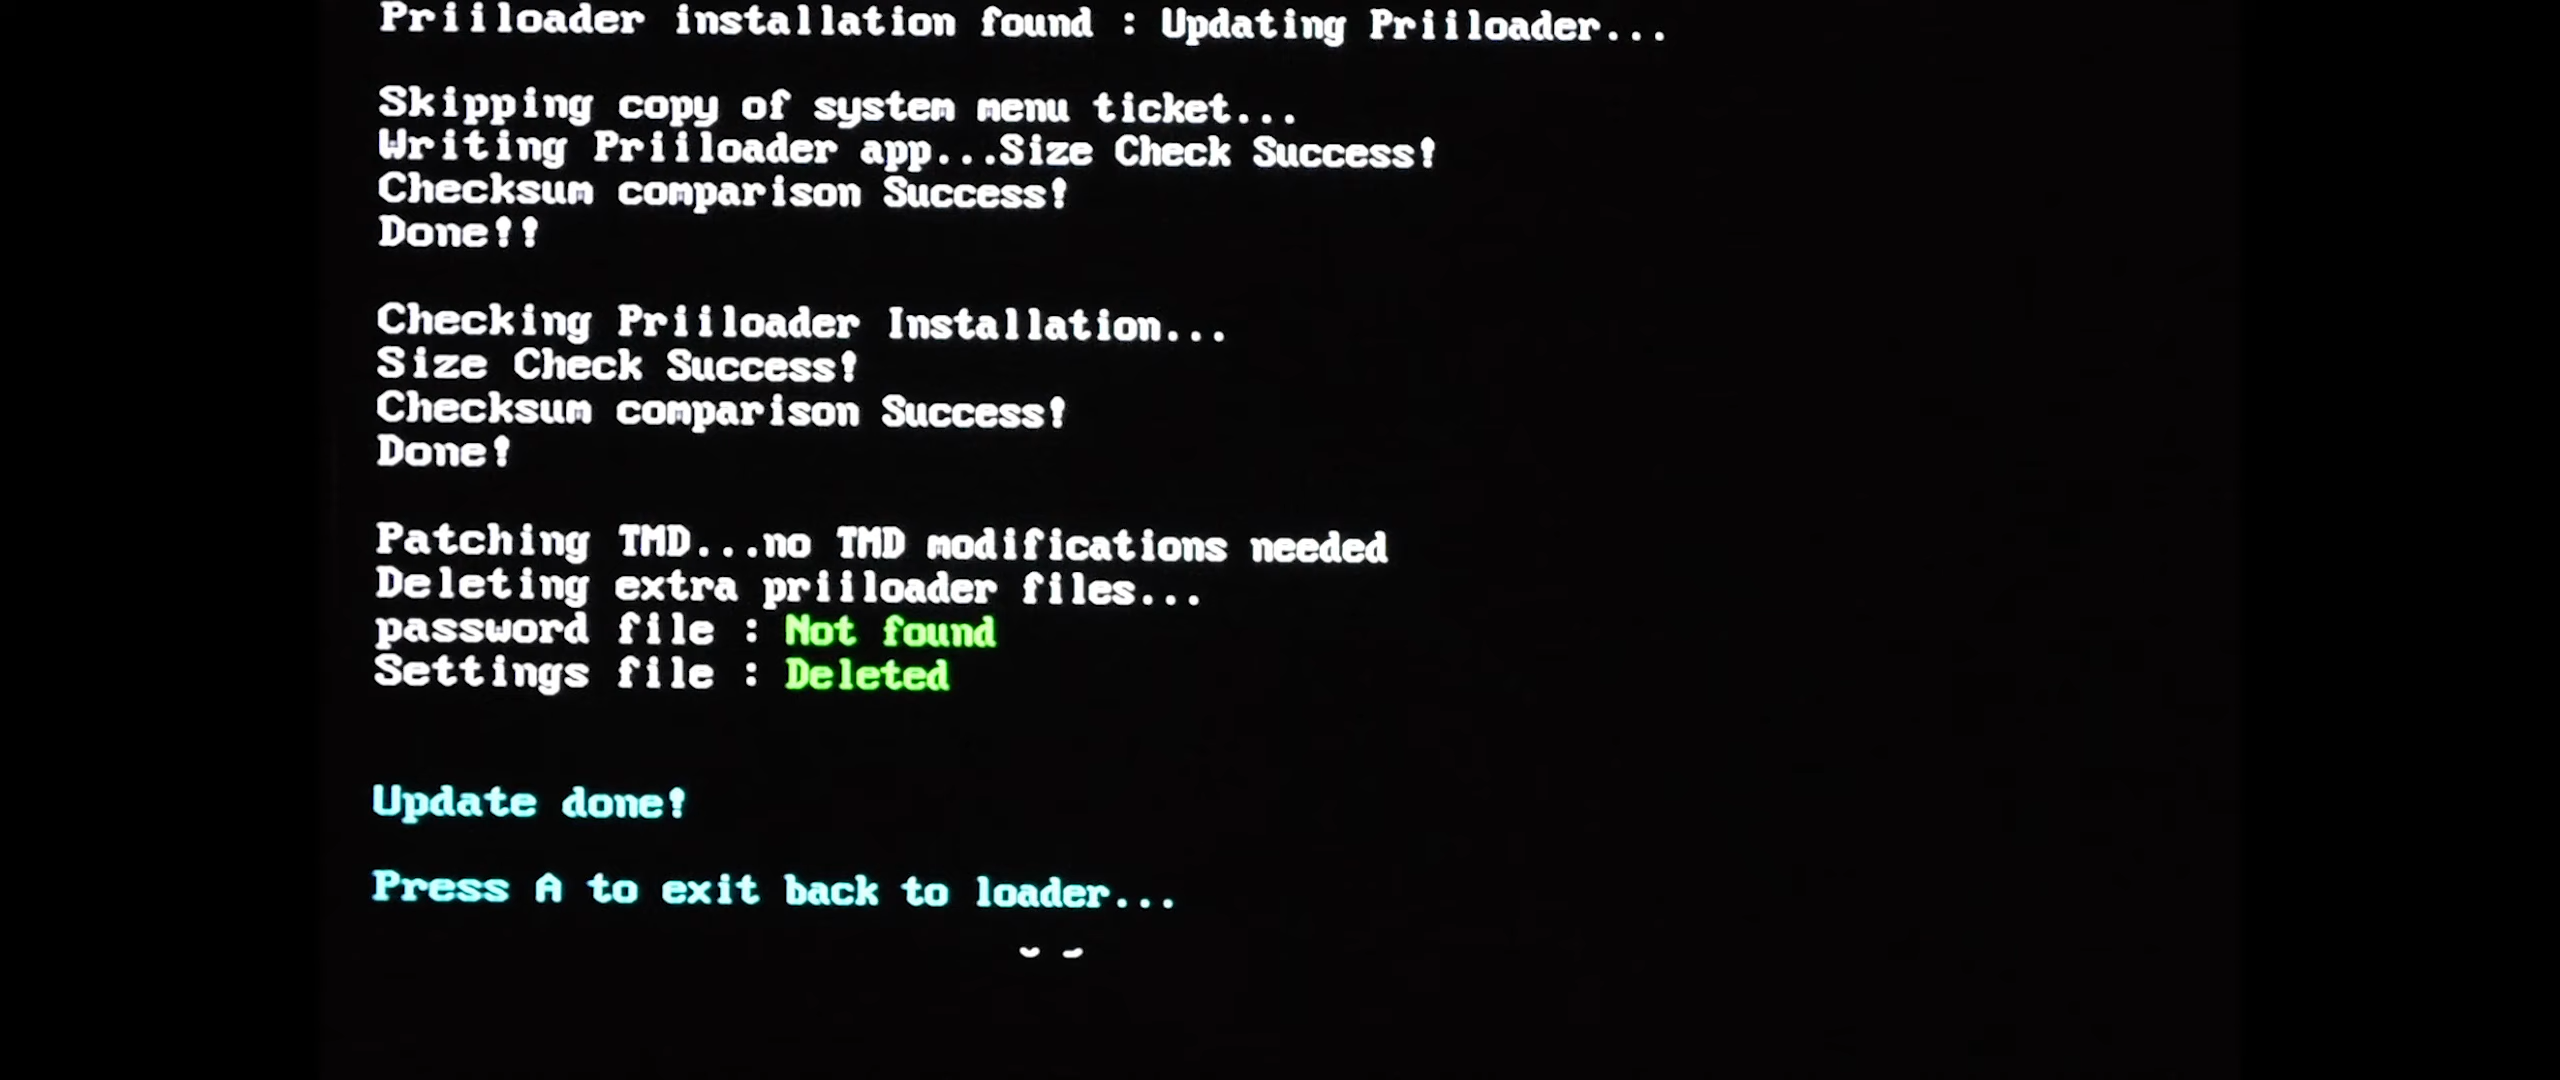 Priiloader installation found : Updating Priiloader...
Skipping copy of system menu ticket...
Writing Priiloader app...Size Check Success!
Checksum comparison Success!
Done!!
Checking Priiloader Installation...
Size Check Success!
Checksum comparison Success!
Done!
Patching TMD...no TMD modifications needed
Deleting extra priiloader files...
password file : Not found
Settings file : Deleted
Update done!
Press A to exit back to loader...